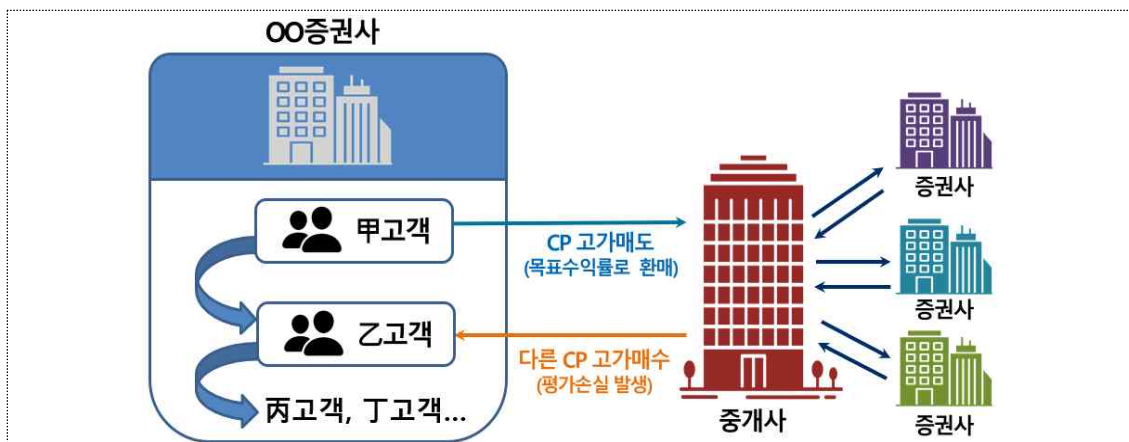 OO증권사
甲고객
CP 고가매도
(목표수익률로 환매)
乙고객
다른 CP 고가매수
(평가손실 발생)
丙고객, 丁고객...
중개사
증권사
증권사
증권사